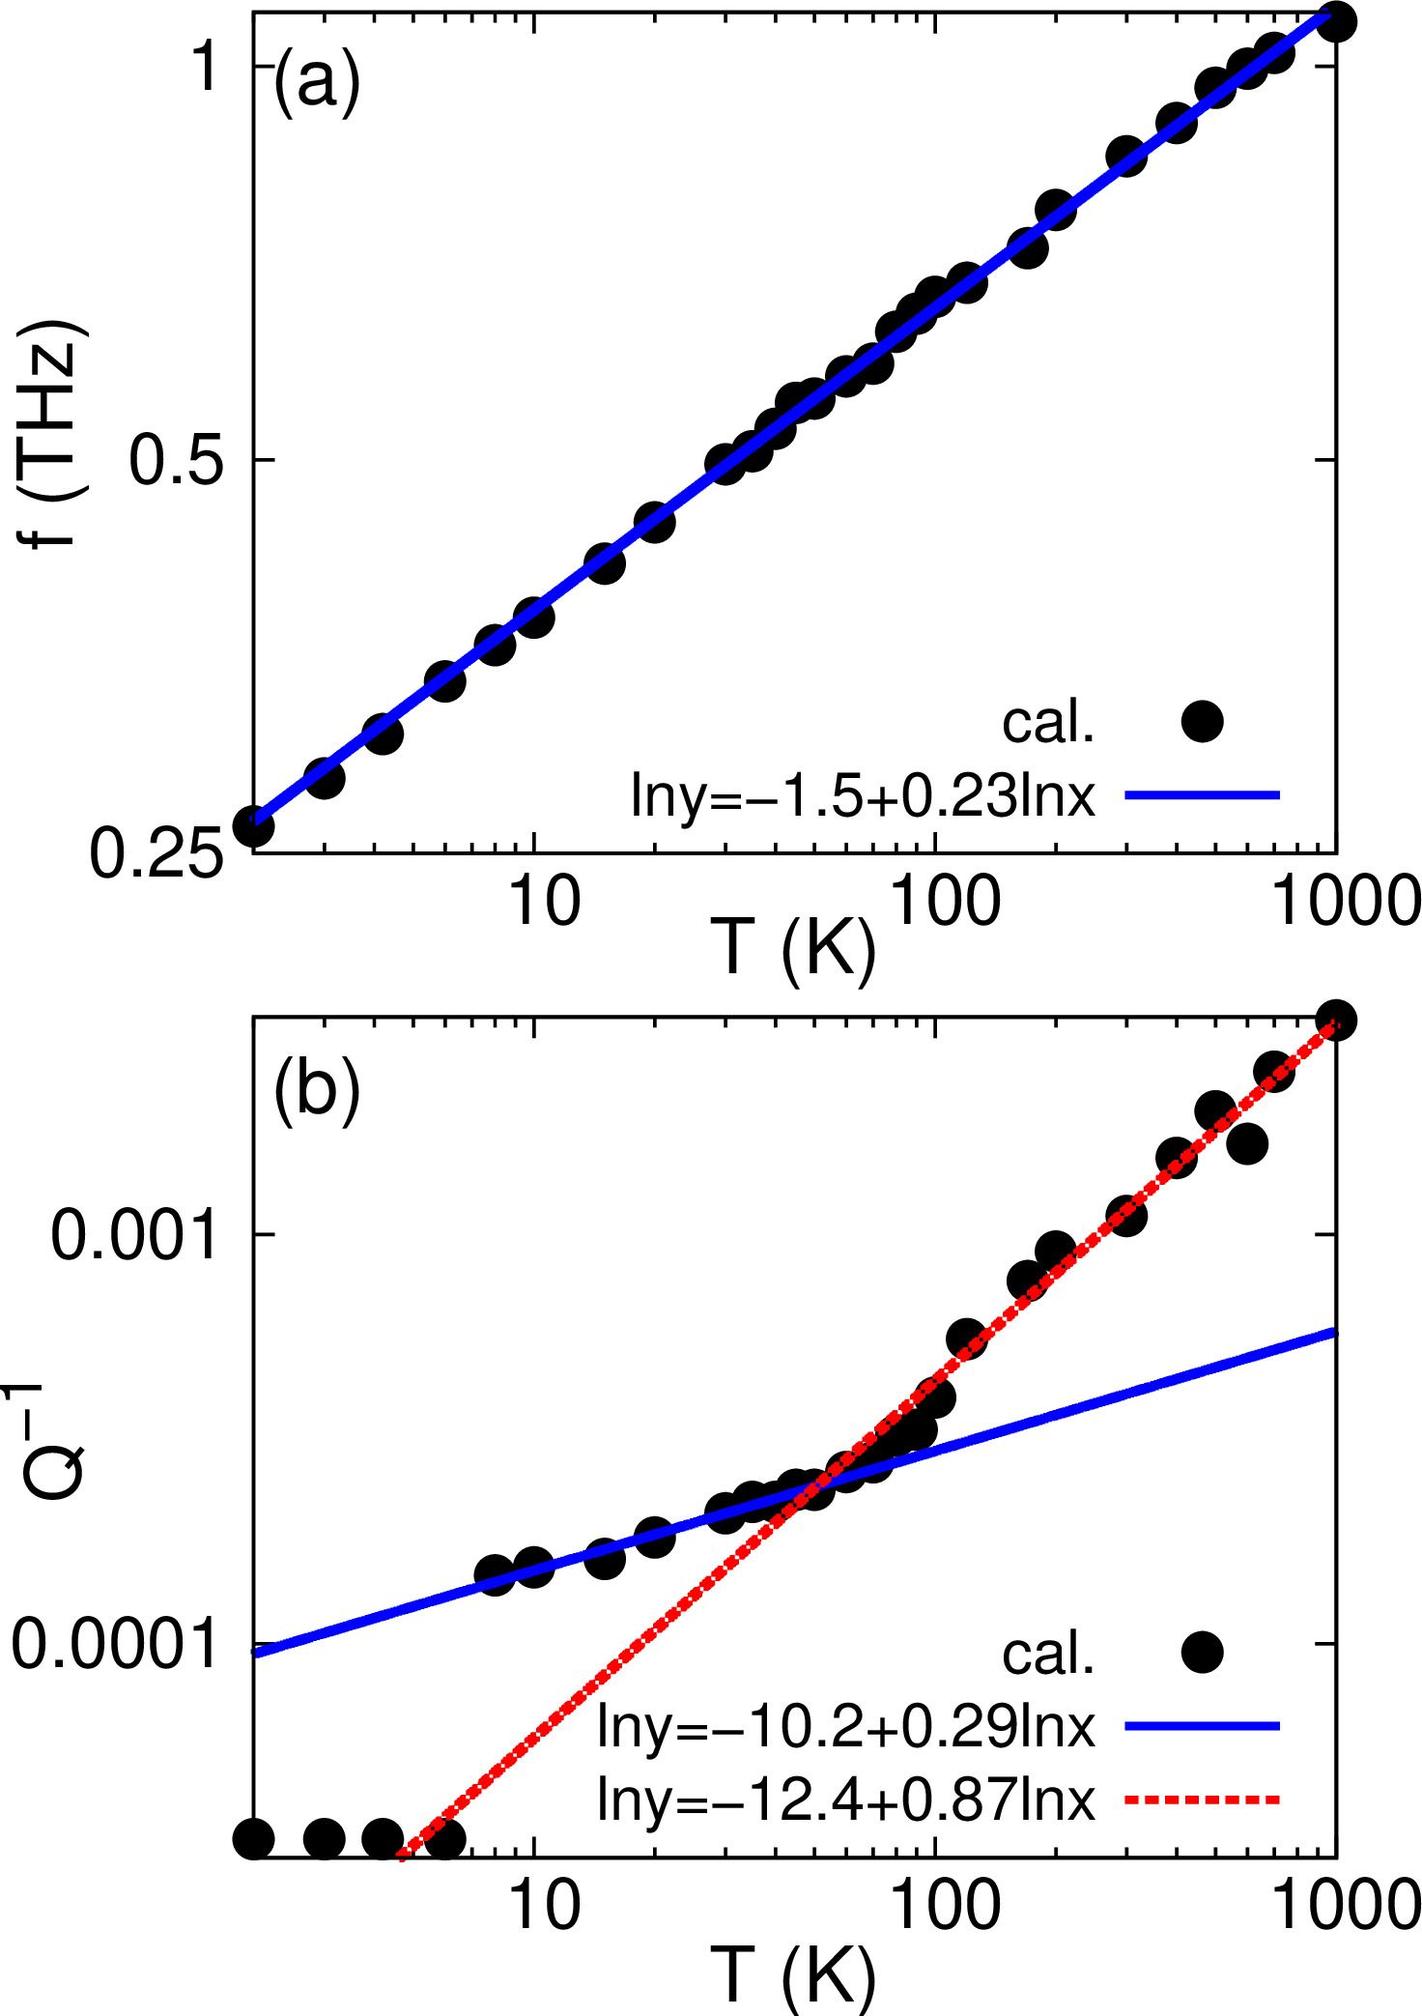 1
(a)
f (THz)
0.5
cal.
lny=−1.5+0.23lnx
0.25
10
100
1000
T (K)
(b)
0.001
Q−1
0.0001
cal.
lny=−10.2+0.29lnx
lny=−12.4+0.87lnx
10
100
1000
T (K)